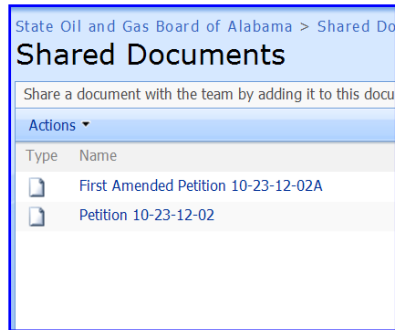 State Oil and Gas Board of Alabama > Shared Do
Shared Documents
Share a document with the team by adding it to this docu
Actions
Type Name
First Amended Petition 10-23-12-02A
Petition 10-23-12-02